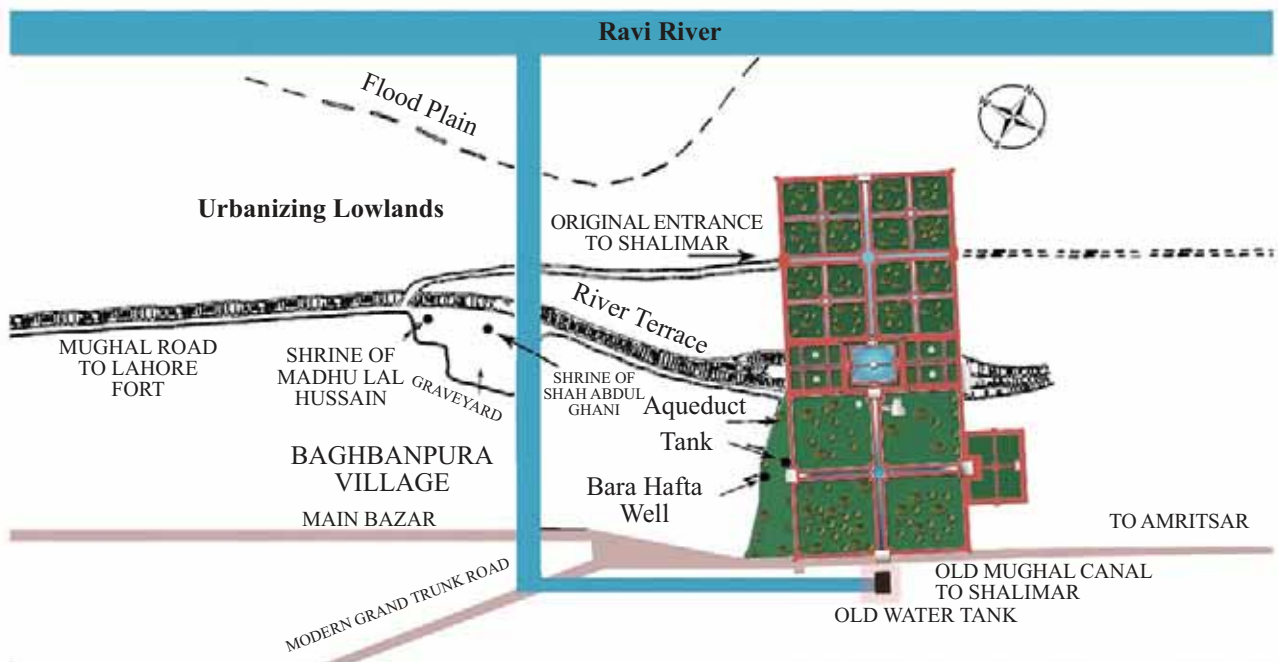 Ravi River
Flood Plain
N
N
S
S
Urbanizing Lowlands
ORIGINAL ENTRANCE
TO SHALIMAR
River Terrace
MUGHAL ROAD
TO LAHORE
FORT
SHRINE OF
MADHU LAL
HUSSAIN
GRAVEYARD
SHRINE OF
SHAH ABDUL
GHANI
Aqueduct
Tank
Bara Hafta
Well
BAGHBANPURA
VILLAGE
MAIN BAZAR
TO AMRITSAR
MODERN GRAND TRUNK ROAD
OLD MUGHAL CANAL
TO SHALIMAR
OLD WATER TANK